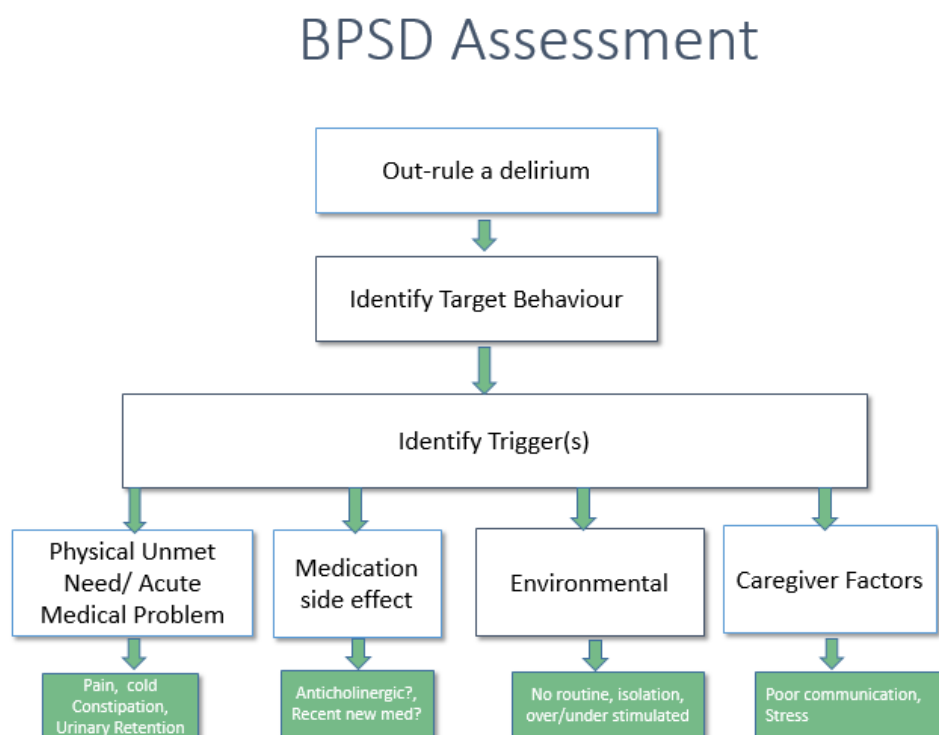 BPSD Assessment
Out-rule a delirium
Identify Target Behaviour
Identify Trigger(s)
Physical Unmet
Need/ Acute
Medical Problem
Medication
side effect
Environmental
Caregiver Factors
Pain, cold
Constipation,
Urinary Retention
Anticholinergic?,
Recent new med?
No routine, isolation,
over/under stimulated
Poor communication,
Stress